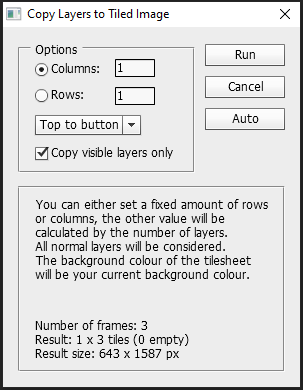 Copy Layers to Tiled Image
Options
Columns: 1
Rows: 1
Top to button
Copy visible layers only
Run
Cancel
Auto
You can either set a fixed amount of rows
or columns, the other value will be
calculated by the number of layers.
All normal layers will be considered.
The background colour of the tilesheet
will be your current background colour.
Number of frames: 3
Result: 1 x 3 tiles (0 empty)
Result size: 643 x 1587 px